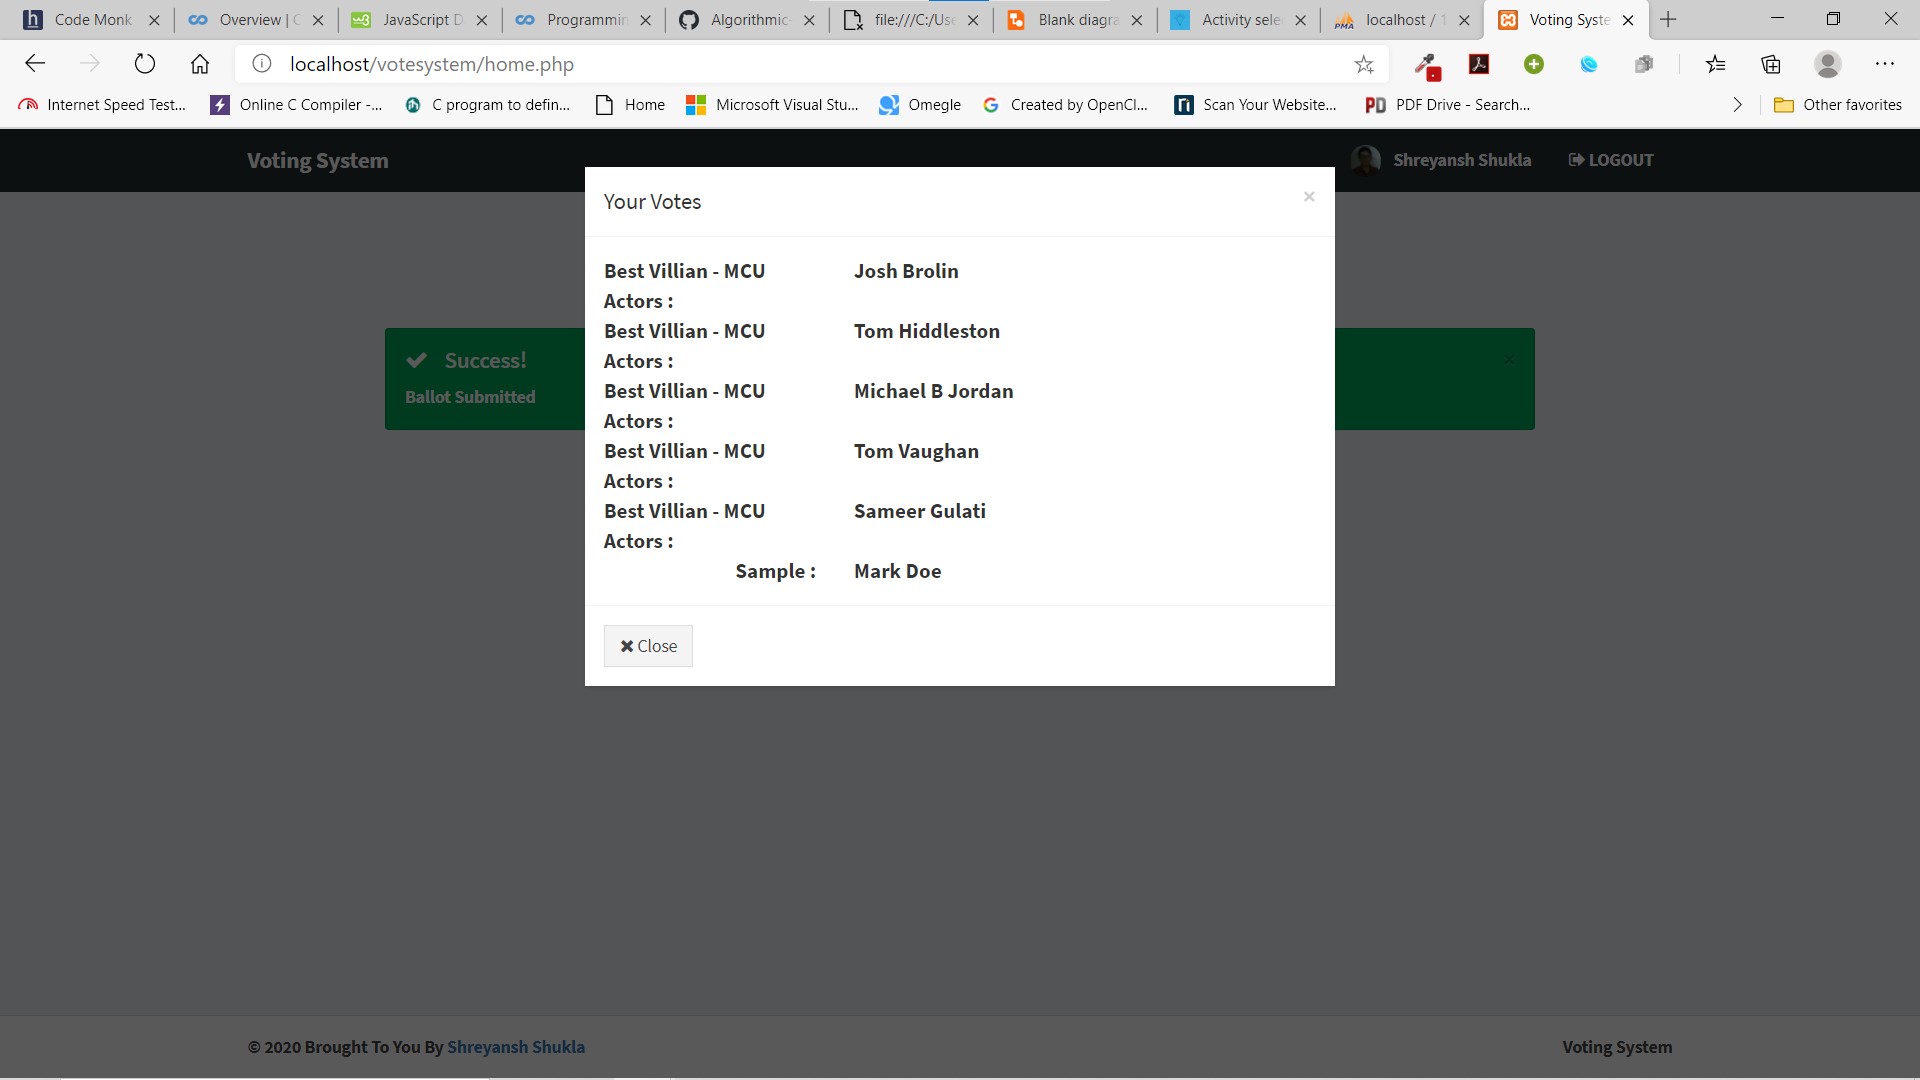 Code Monk
Overview | C
JavaScript D
Programmin
Algorithmic-
file:///C:/Use
Blank diagra
Activity sele
localhost / 1
Voting Syste
localhost/votesystem/home.php
Internet Speed Test...
Online C Compiler -...
C program to defin...
Home
Microsoft Visual Stu...
Omegle
Created by OpenCl...
Scan Your Website...
PDF Drive - Search...
Other favorites
Voting System
Shreyansh Shukla
LOGOUT
Your Votes
×
Best Villian - MCU Josh Brolin
Actors :
Best Villian - MCU Tom Hiddleston
Actors :
Best Villian - MCU Michael B Jordan
Actors :
Best Villian - MCU Tom Vaughan
Actors :
Best Villian - MCU Sameer Gulati
Actors :
Sample : Mark Doe
Close
Success!
Ballot Submitted
© 2020 Brought To You By Shreyansh Shukla
Voting System